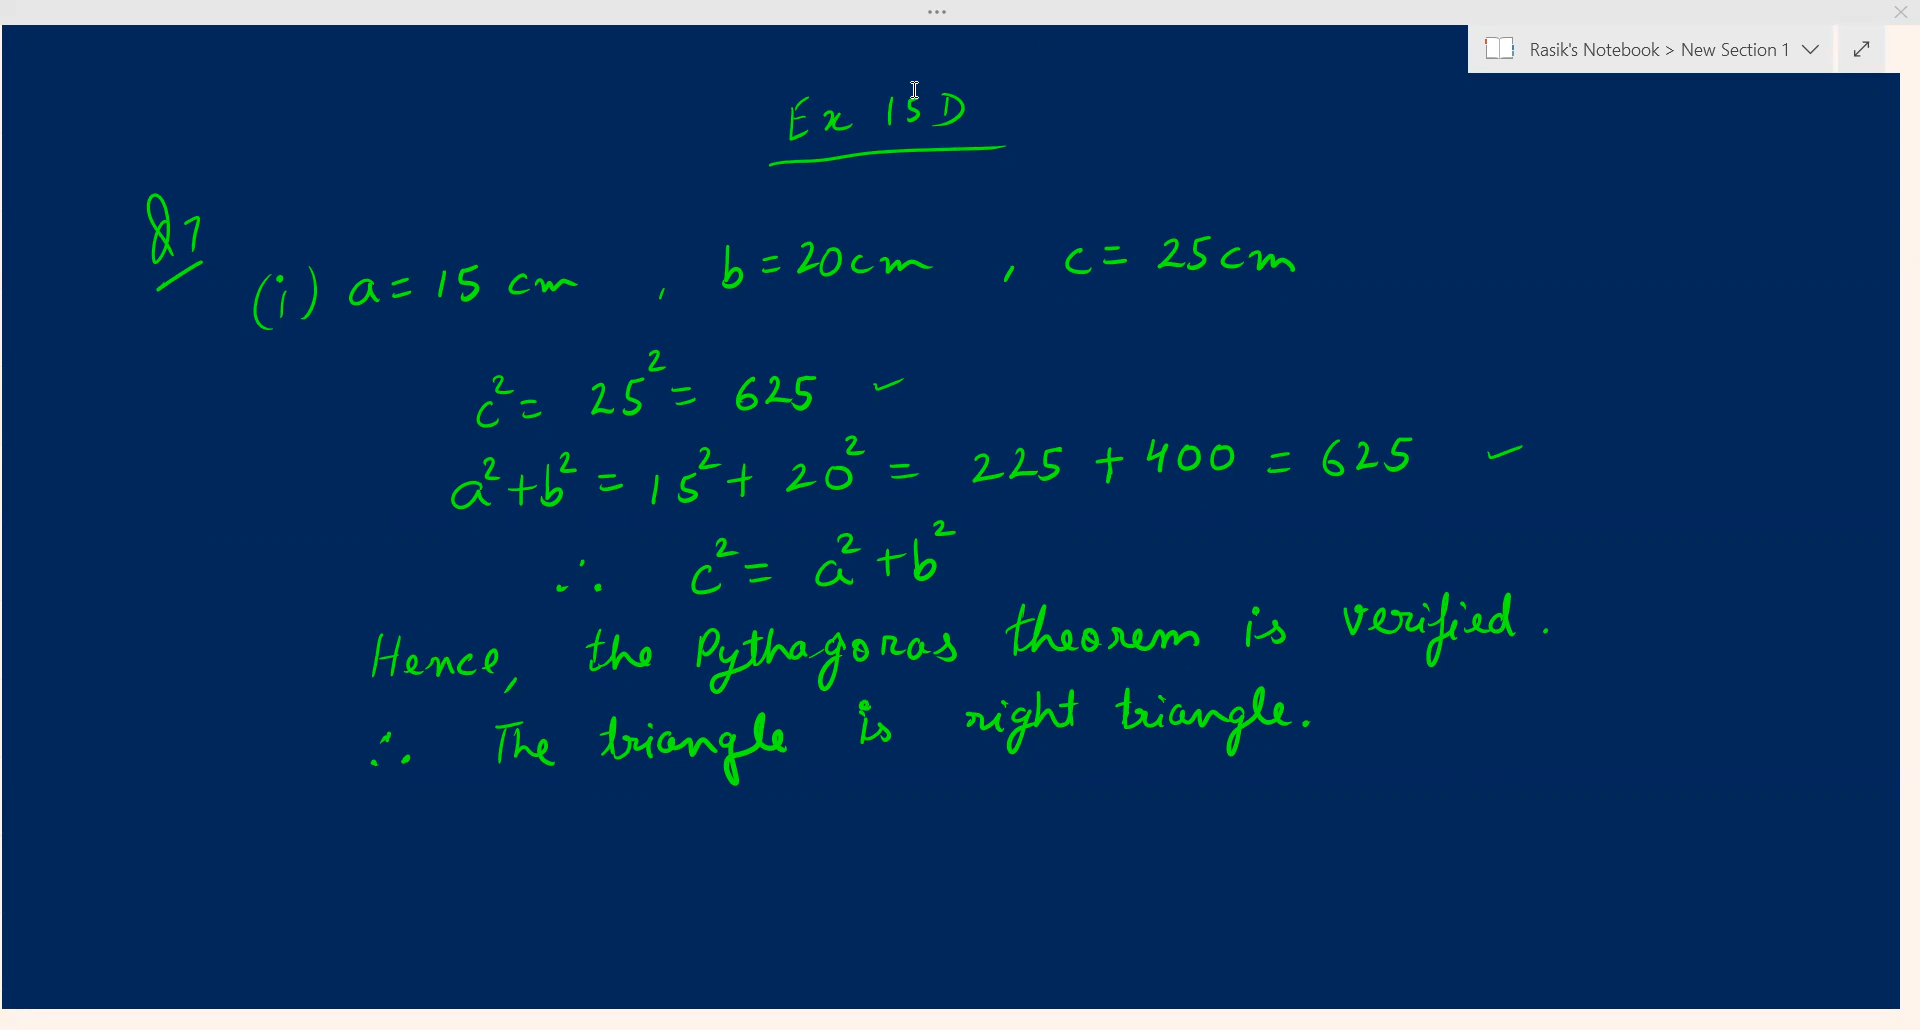 Rasik's Notebook > New Section 1
Ex 15D
Q7
(i) a = 15 cm , b = 20cm , c = 25cm
c² = 25² = 625 ✓
a² + b² = 15² + 20² = 225 + 400 = 625 ✓
∴ c² = a² + b²
Hence, the Pythagoras theorem is verified.
∴ The triangle is right triangle.